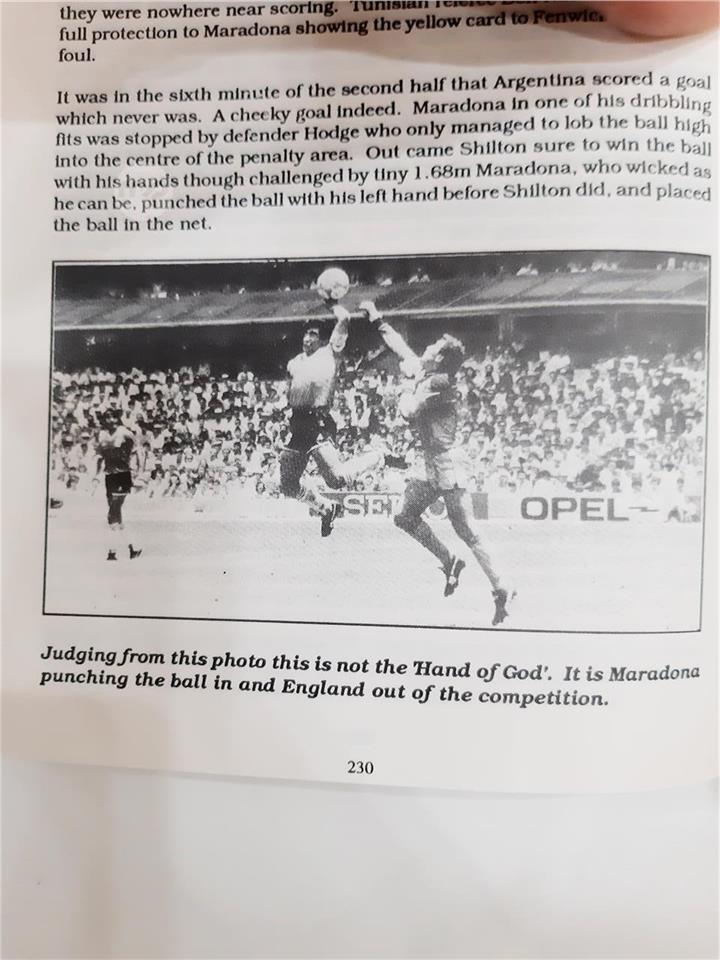 they were nowhere near scoring. Tunisian
full protection to Maradona showing the yellow card to Fenwick
foul.
It was in the sixth minute of the second half that Argentina scored a goal
which never was. A cheeky goal indeed. Maradona in one of his dribbling
fits was stopped by defender Hodge who only managed to lob the ball high
into the centre of the penalty area. Out came Shilton sure to win the ball
with his hands though challenged by tiny 1.68m Maradona, who wicked as
he can be, punched the ball with his left hand before Shilton did, and placed
the ball in the net.
OPEL
Judging from this photo this is not the 'Hand of God'. It is Maradona
punching the ball in and England out of the competition.
230